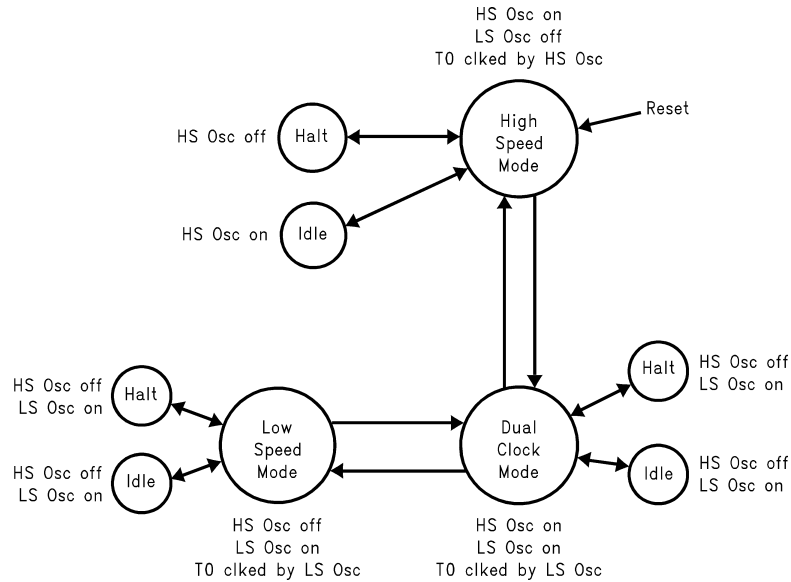 HS Osc on
LS Osc off
T0 clked by HS Osc
High
Speed
Mode
Reset
HS Osc off
Halt
HS Osc on
Idle
HS Osc off
LS Osc on
Halt
HS Osc off
LS Osc on
Idle
Low
Speed
Mode
HS Osc off
LS Osc on
T0 clked by LS Osc
Dual
Clock
Mode
HS Osc on
LS Osc on
T0 clked by LS Osc
Halt
HS Osc off
LS Osc on
Idle
HS Osc off
LS Osc on